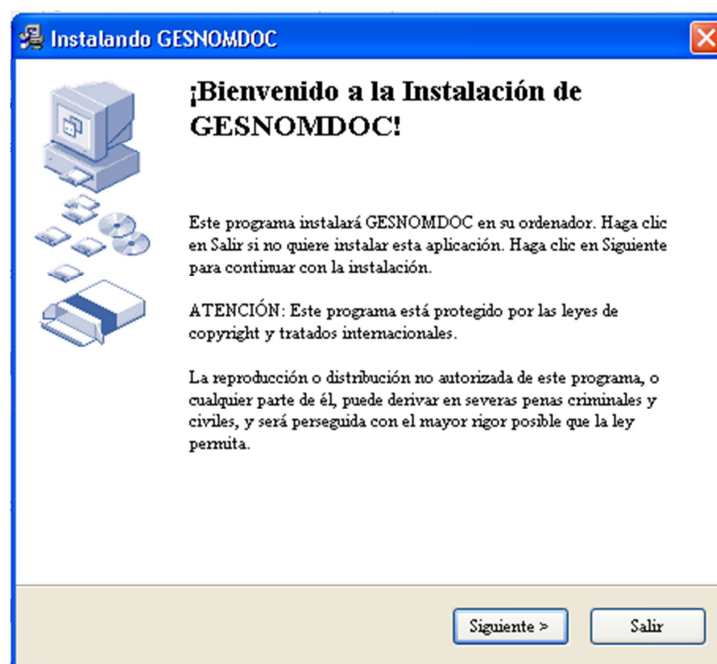 Instalando GESNOMDOC
¡Bienvenido a la Instalación de
GESNOMDOC!
Este programa instalará GESNOMDOC en su ordenador. Haga clic
en Salir si no quiere instalar esta aplicación. Haga clic en Siguiente
para continuar con la instalación.
ATENCIÓN: Este programa está protegido por las leyes de
copyright y tratados internacionales.
La reproducción o distribución no autorizada de este programa, o
cualquier parte de él, puede derivar en severas penas criminales y
civiles, y será perseguida con el mayor rigor posible que la ley
permita.
Siguiente >
Salir